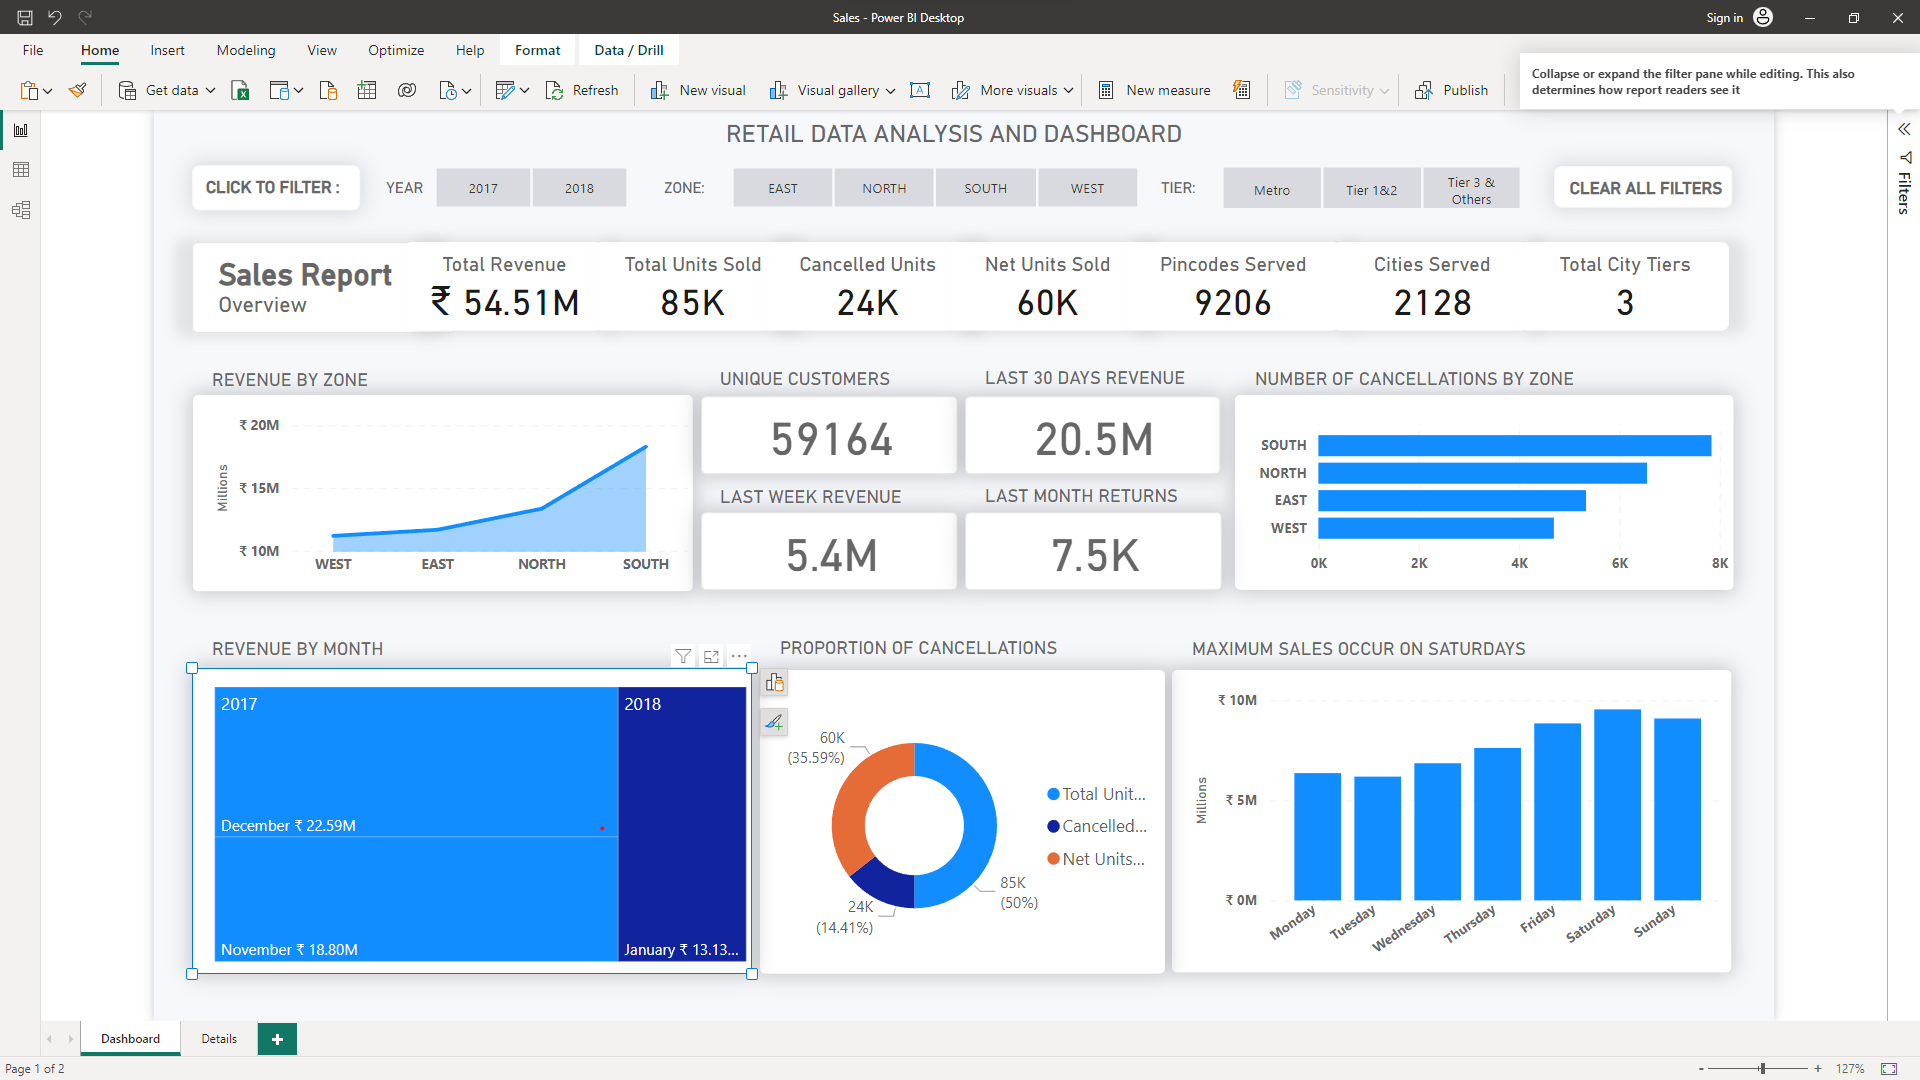 Sales - Power BI Desktop
Sign in
File Home Insert Modeling View Optimize Help Format Data / Drill
Get data Refresh New visual Visual gallery More visuals New measure Sensitivity Publish
Collapse or expand the filter pane while editing. This also
determines how report readers see it
RETAIL DATA ANALYSIS AND DASHBOARD
CLICK TO FILTER : YEAR 2017 2018 ZONE: EAST NORTH SOUTH WEST TIER: Metro Tier 1&2 Tier 3 &
Others
CLEAR ALL FILTERS
Filters
Sales Report
Overview
Total Revenue
₹ 54.51M
Total Units Sold
85K
Cancelled Units
24K
Net Units Sold
60K
Pincodes Served
9206
Cities Served
2128
Total City Tiers
3
REVENUE BY ZONE
₹ 20M
₹ 15M
₹ 10M
Millions
WEST EAST NORTH SOUTH
UNIQUE CUSTOMERS
59164
LAST 30 DAYS REVENUE
20.5M
LAST WEEK REVENUE
5.4M
LAST MONTH RETURNS
7.5K
NUMBER OF CANCELLATIONS BY ZONE
SOUTH
NORTH
EAST
WEST
0K 2K 4K 6K 8K
REVENUE BY MONTH
2017
December ₹ 22.59M
November ₹ 18.80M
2018
January ₹ 13.13...
PROPORTION OF CANCELLATIONS
60K
(35.59%)
24K
(14.41%)
85K
(50%)
Total Unit...
Cancelled...
Net Units...
MAXIMUM SALES OCCUR ON SATURDAYS
₹ 10M
₹ 5M
₹ 0M
Millions
Monday Tuesday Wednesday Thursday Friday Saturday Sunday
Dashboard Details +
Page 1 of 2
- + 127%